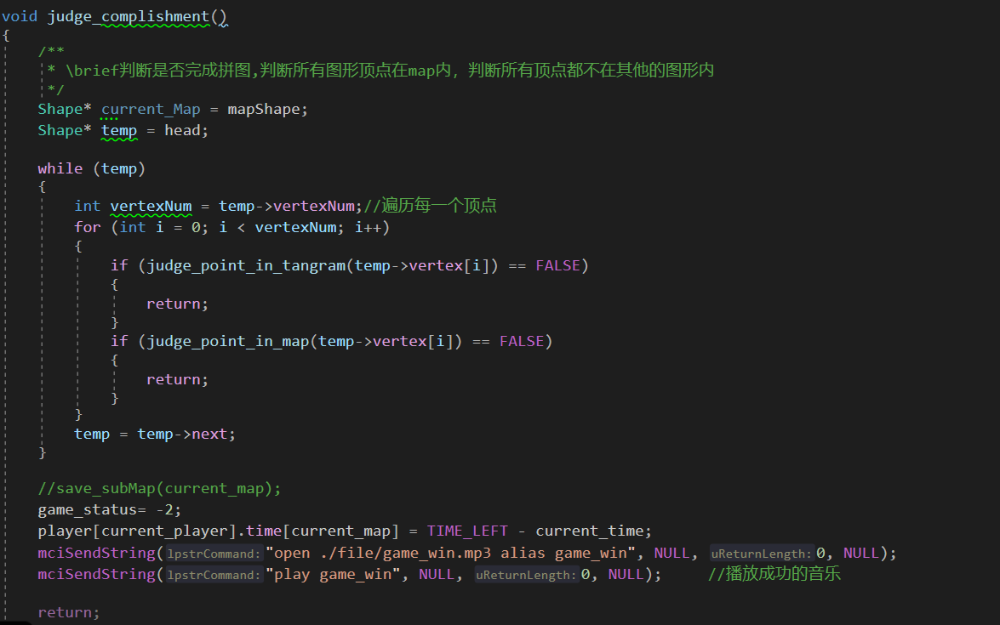 void judge_complishment()
{
/**
* \brief判断是否完成拼图,判断所有图形顶点在map内，判断所有顶点都不在其他的图形内
*/
Shape* current_Map = mapShape;
Shape* temp = head;
while (temp)
{
int vertexNum = temp->vertexNum;//遍历每一个顶点
for (int i = 0; i < vertexNum; i++)
{
if (judge_point_in_tangram(temp->vertex[i]) == FALSE)
{
return;
}
if (judge_point_in_map(temp->vertex[i]) == FALSE)
{
return;
}
}
temp = temp->next;
}
//save_subMap(current_map);
game_status= -2;
player[current_player].time[current_map] = TIME_LEFT - current_time;
mciSendString(lpstrCommand:"open ./file/game_win.mp3 alias game_win", NULL, uReturnLength:0, NULL);
mciSendString(lpstrCommand:"play game_win", NULL, uReturnLength:0, NULL); //播放成功的音乐
return;